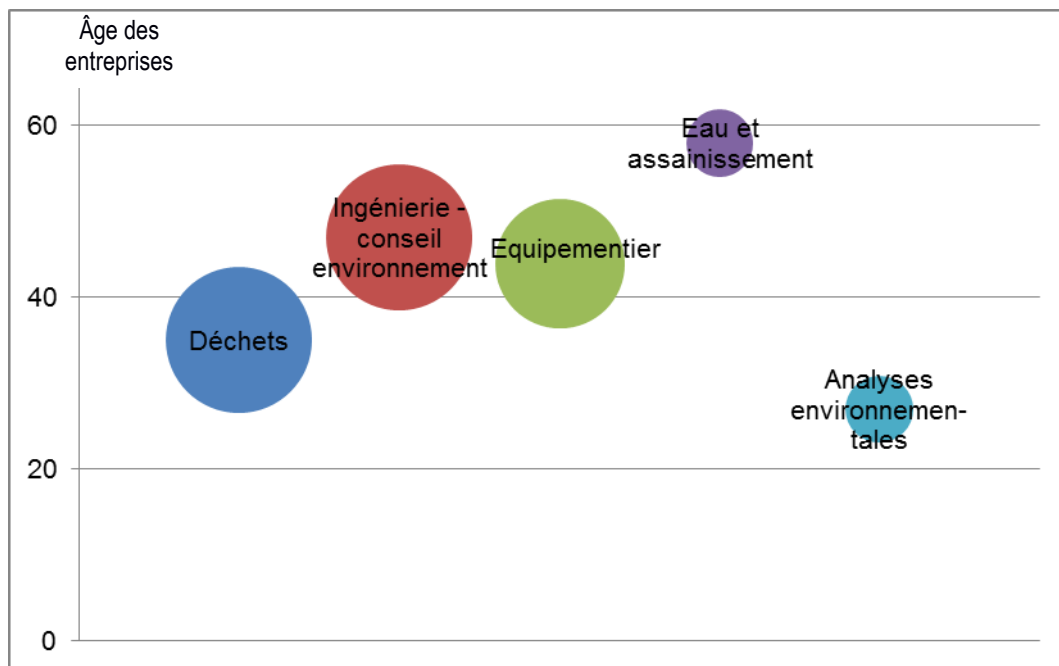 Âge des
entreprises
60
Eau et
assainissement
Ingénierie -
conseil
environnement
Equipementier
40
Déchets
Analyses
environnemen-
tales
20
0